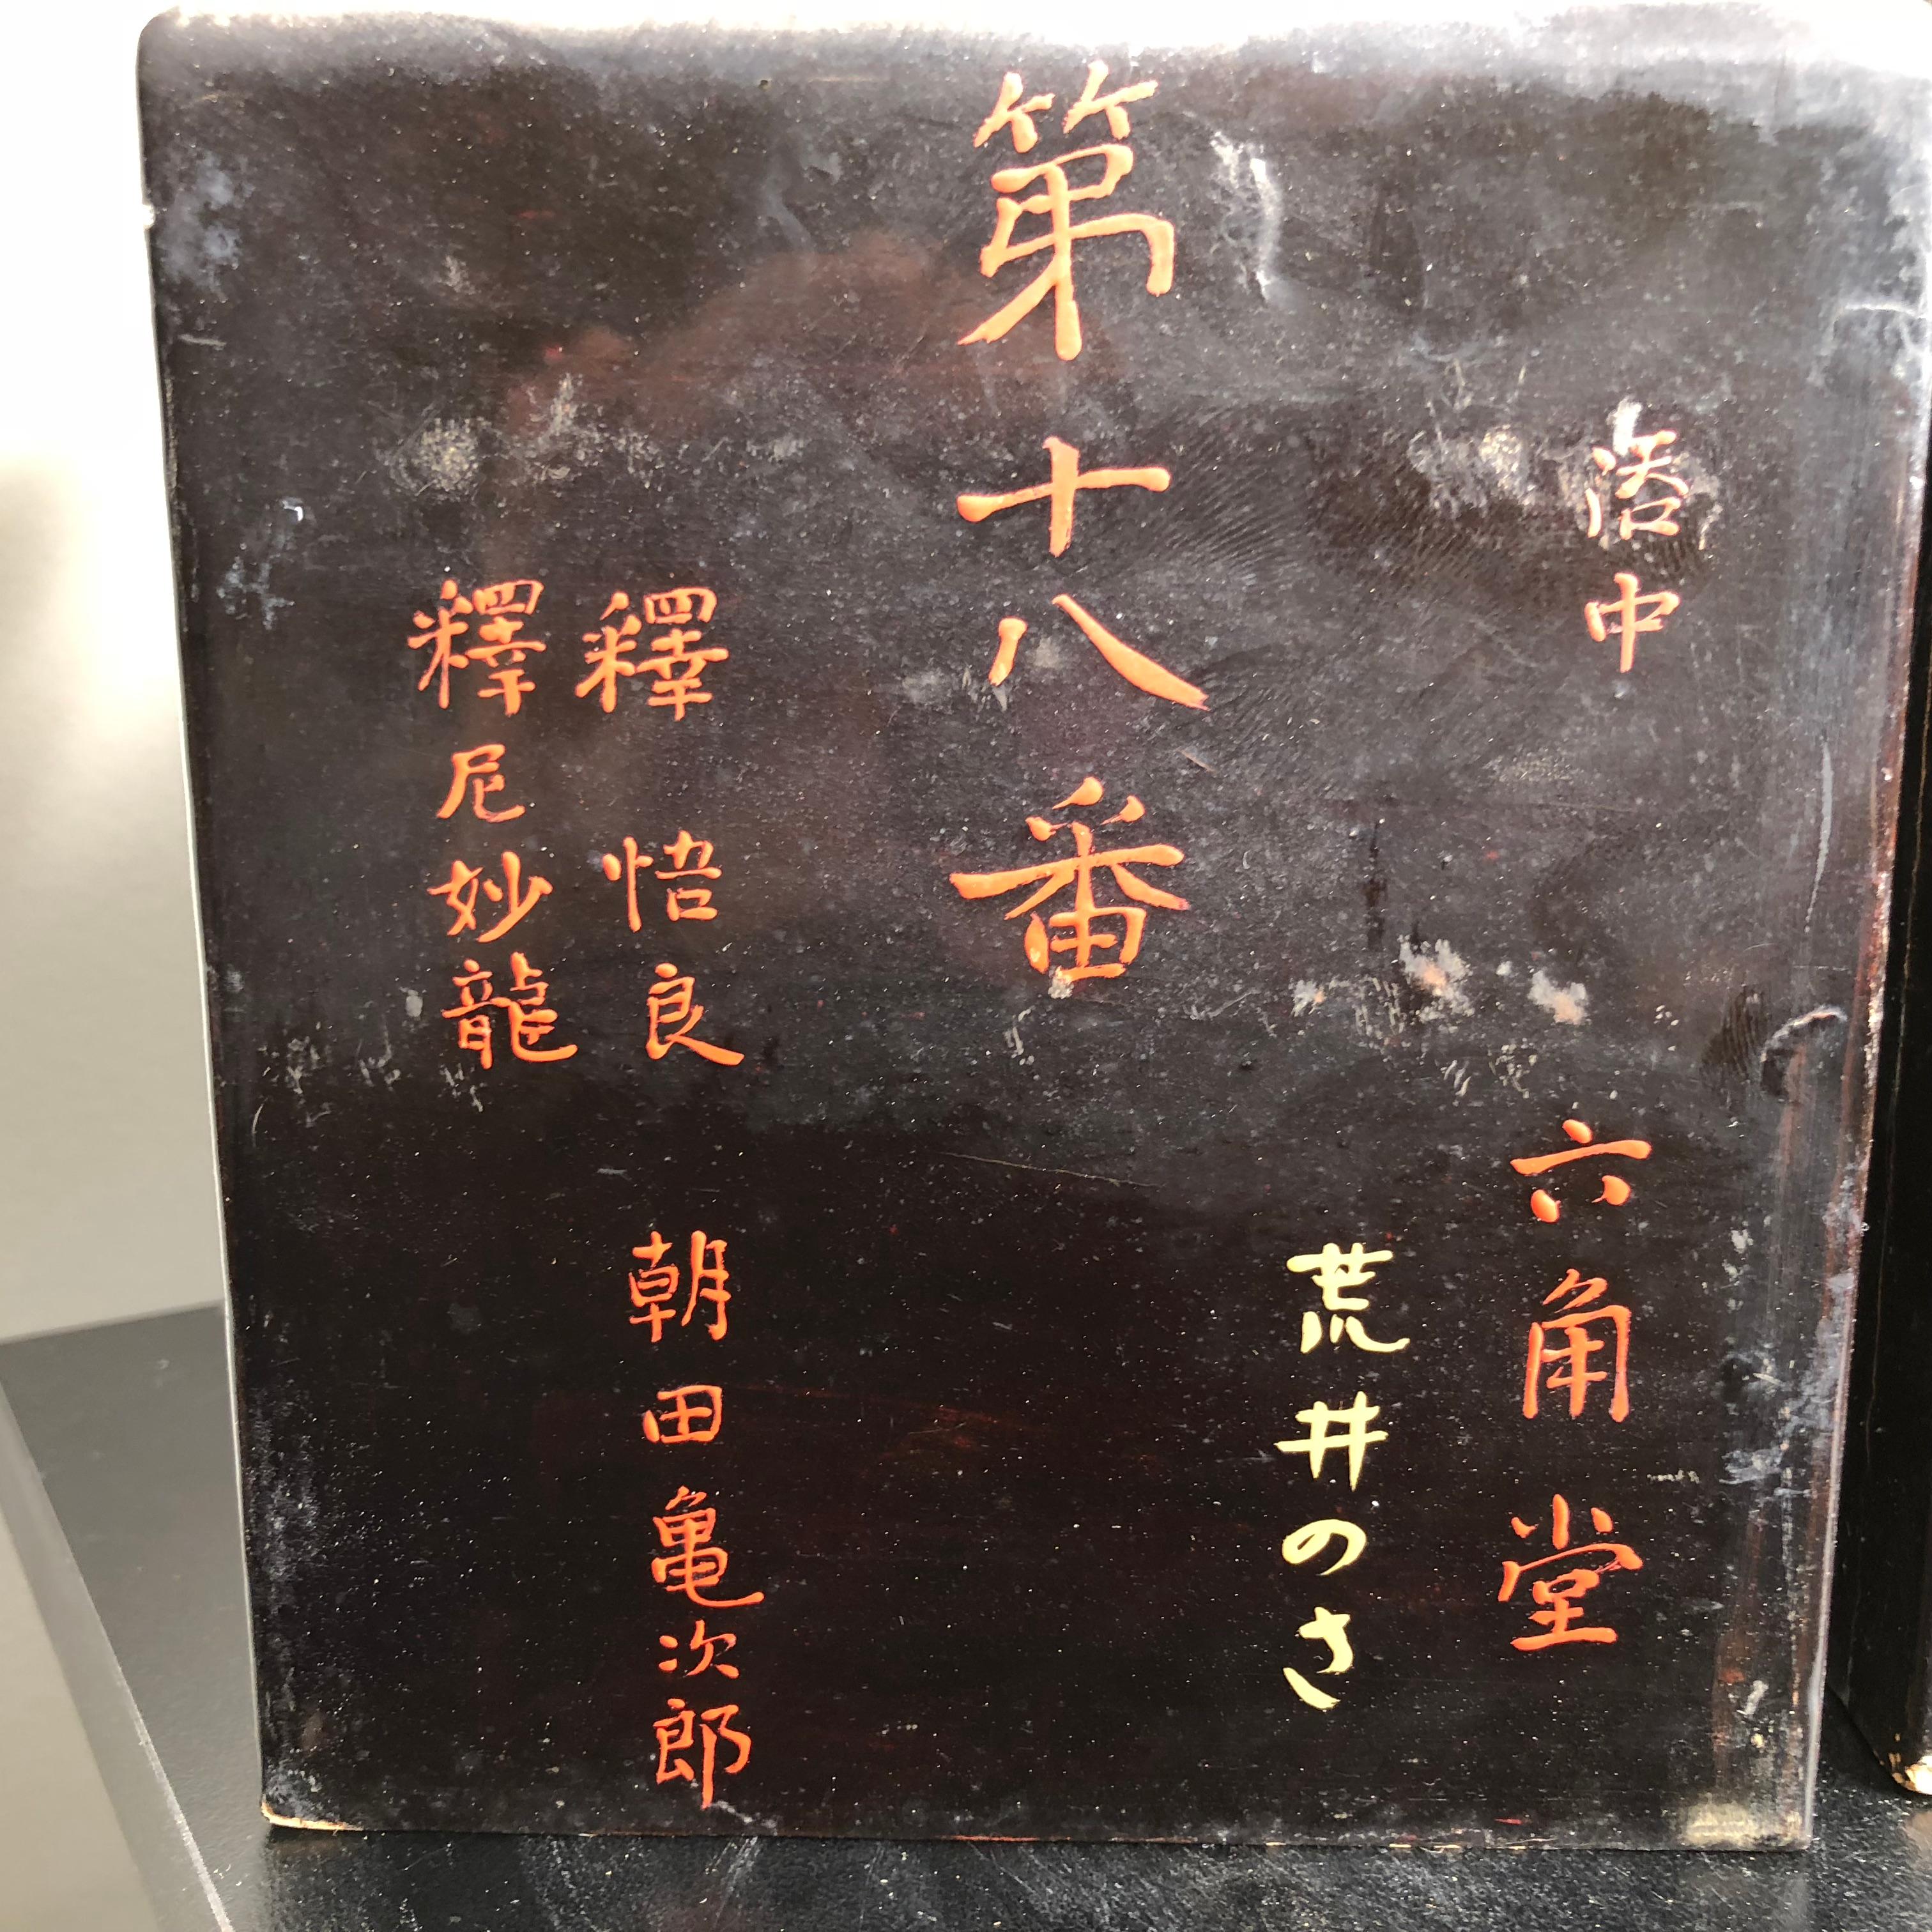 洛中
六角堂
荒井のさ
第十八番
釋悟良
朝田亀次郎
釋尼妙龍